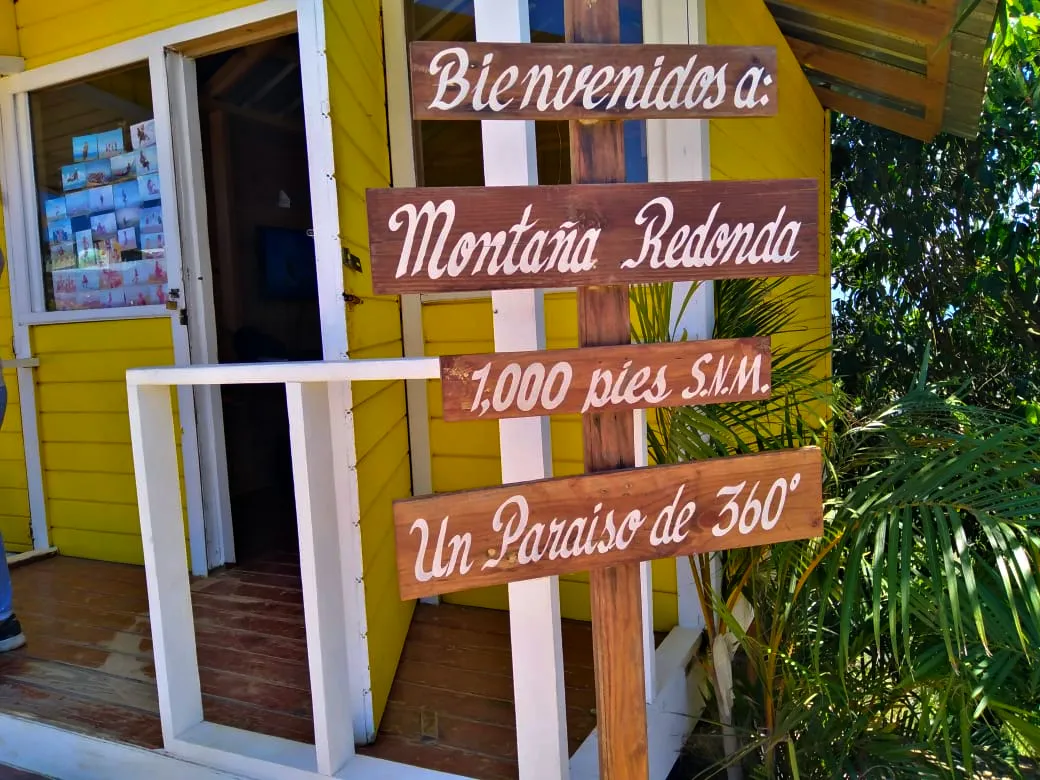 Bienvenidos a:
Montaña Redonda
1,000 pies S.N.M.
Un Paraiso de 360°